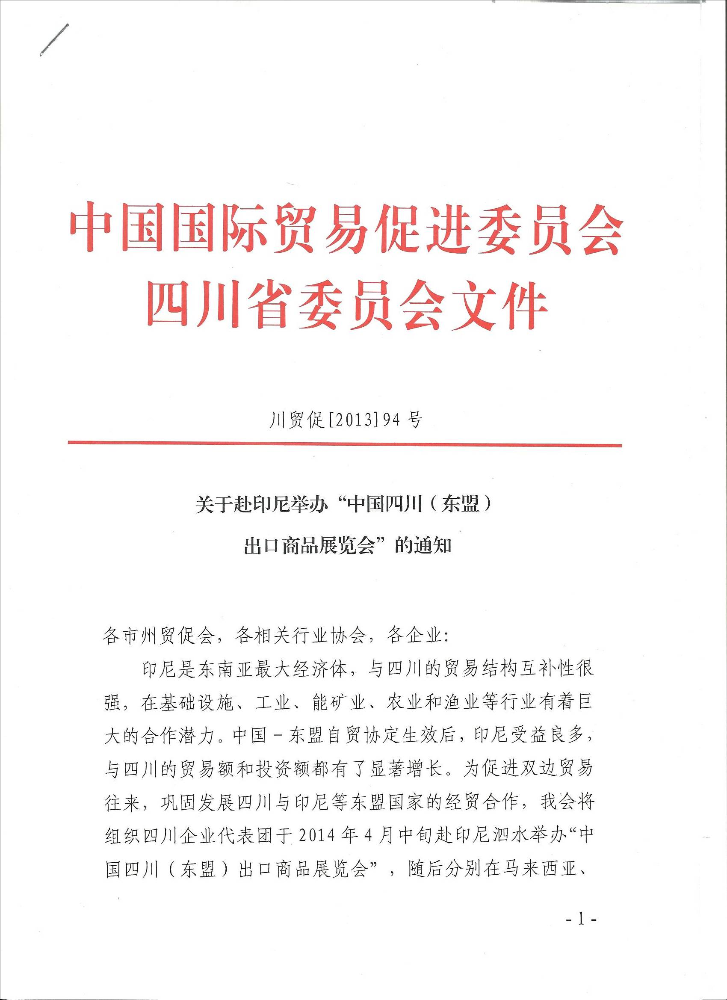 中国国际贸易促进委员会
四川省委员会文件
川贸促[2013]94 号
关于赴印尼举办“中国四川（东盟）
出口商品展览会”的通知
各市州贸促会，各相关行业协会，各企业：
印尼是东南亚最大经济体，与四川的贸易结构互补性很
强，在基础设施、工业、能矿业、农业和渔业等行业有着巨
大的合作潜力。中国－东盟自贸协定生效后，印尼受益良多，
与四川的贸易额和投资额都有了显著增长。为促进双边贸易
往来，巩固发展四川与印尼等东盟国家的经贸合作，我会将
组织四川企业代表团于 2014 年 4 月中旬赴印尼泗水举办“中
国四川（东盟）出口商品展览会”，随后分别在马来西亚、
- 1 -